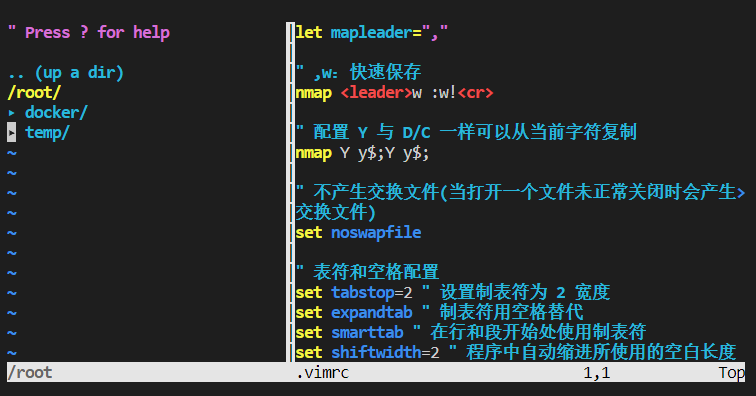 " Press ? for help
.. (up a dir)
/root/
▸ docker/
▸ temp/
~
~
~
~
~
~
~
~
~
~
~
/root
let mapleader=","
" ,w：快速保存
nmap <leader>w :w!<cr>
" 配置 Y 与 D/C 一样可以从当前字符复制
nmap Y y$;Y y$;
" 不产生交换文件(当打开一个文件未正常关闭时会产生>
交换文件)
set noswapfile
" 表符和空格配置
set tabstop=2 " 设置制表符为 2 宽度
set expandtab " 制表符用空格替代
set smarttab " 在行和段开始处使用制表符
set shiftwidth=2 " 程序中自动缩进所使用的空白长度
.vimrc 1,1 Top